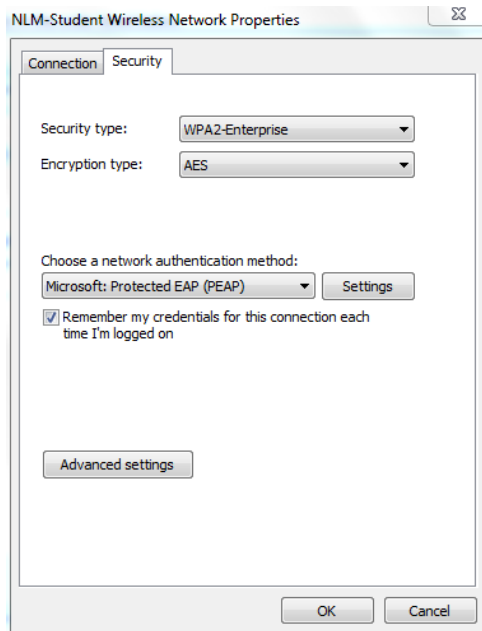 NLM-Student Wireless Network Properties
Connection Security
Security type: WPA2-Enterprise
Encryption type: AES
Choose a network authentication method:
Microsoft: Protected EAP (PEAP) Settings
Remember my credentials for this connection each
time I'm logged on
Advanced settings
OK Cancel